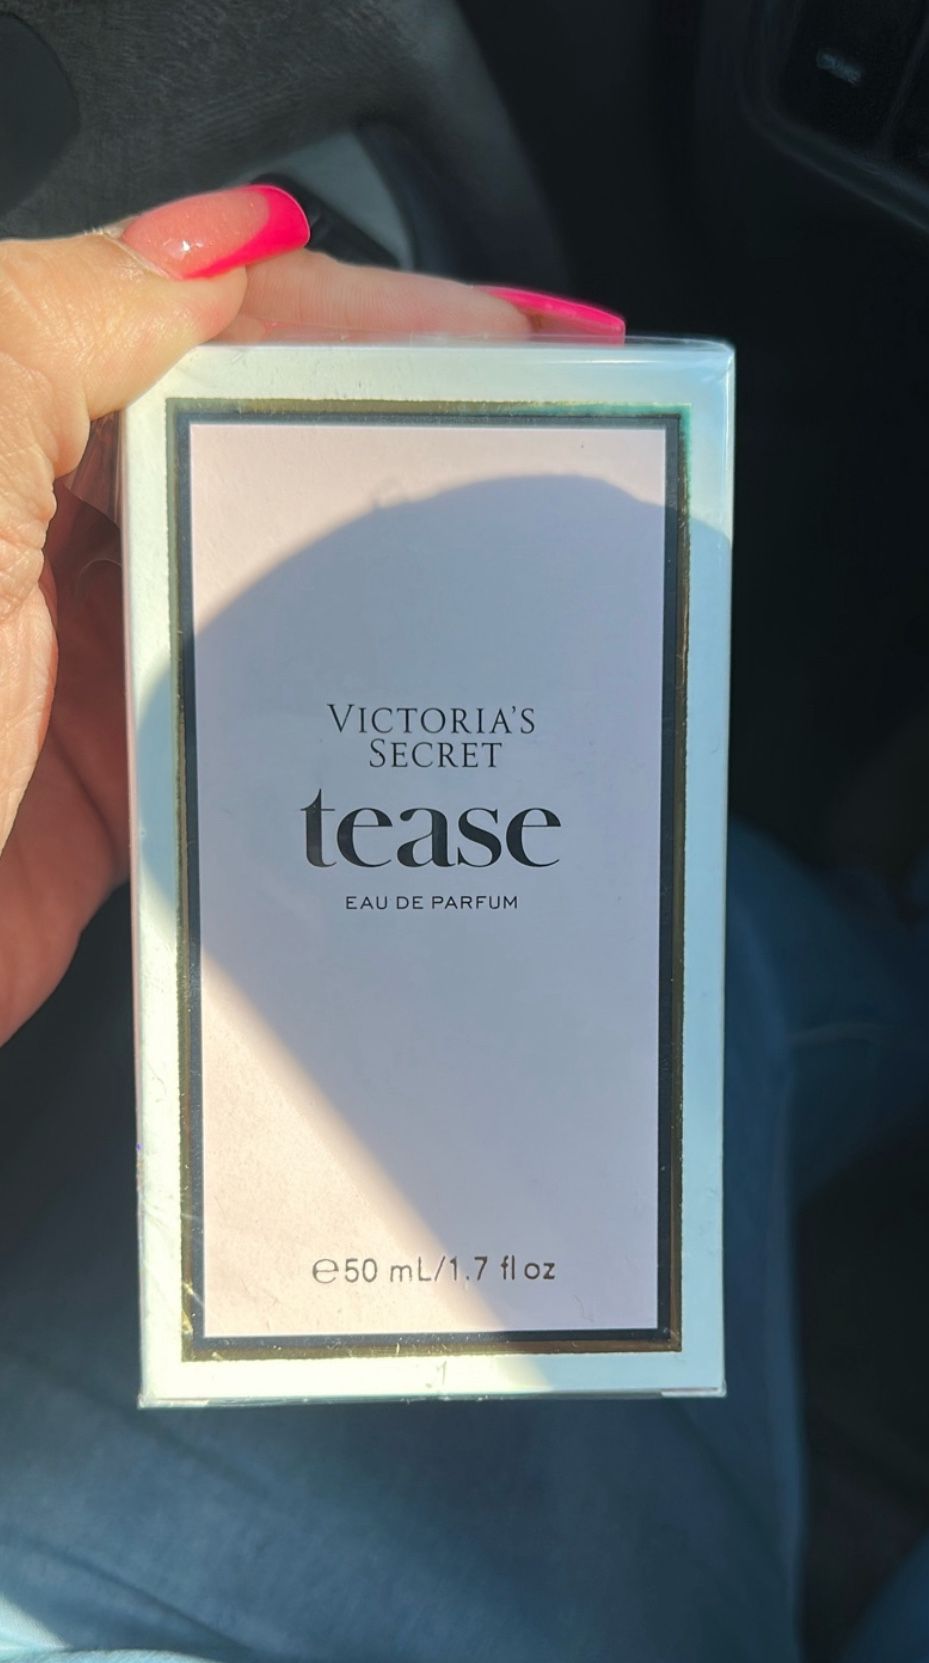 VICTORIA'S
SECRET
tease
EAU DE PARFUM
℮50 mL/1.7 fl oz